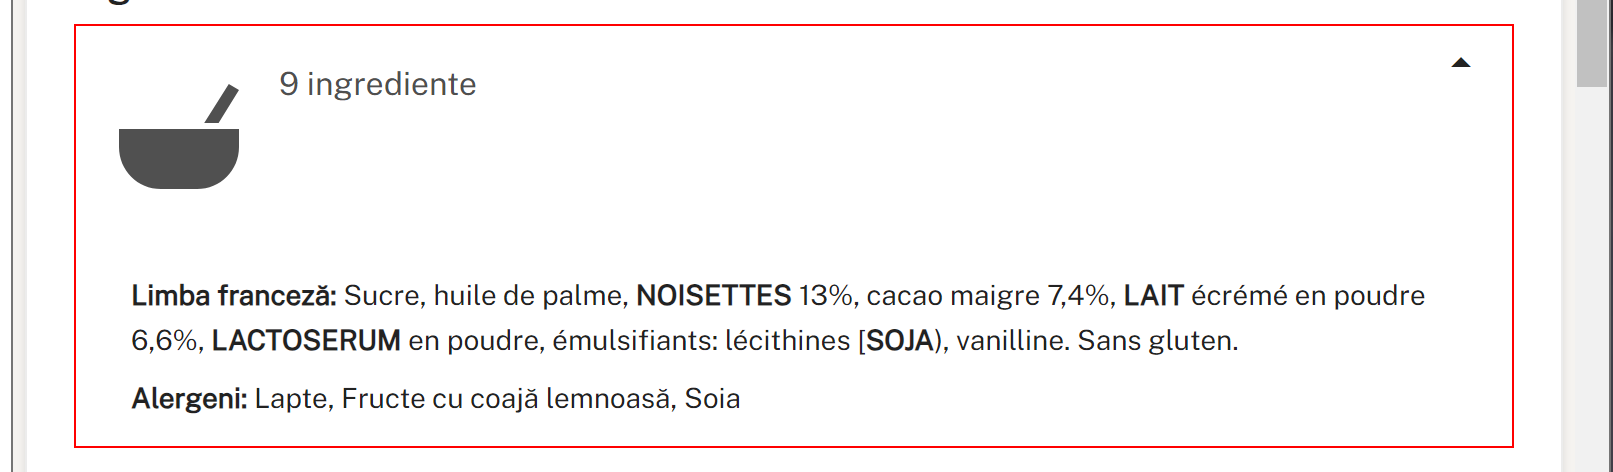 9 ingrediente
Limba franceză: Sucre, huile de palme, NOISETTES 13%, cacao maigre 7,4%, LAIT écrémé en poudre
6,6%, LACTOSERUM en poudre, émulsifiants: lécithines [SOJA), vanilline. Sans gluten.
Alergeni: Lapte, Fructe cu coajă lemnoasă, Soia